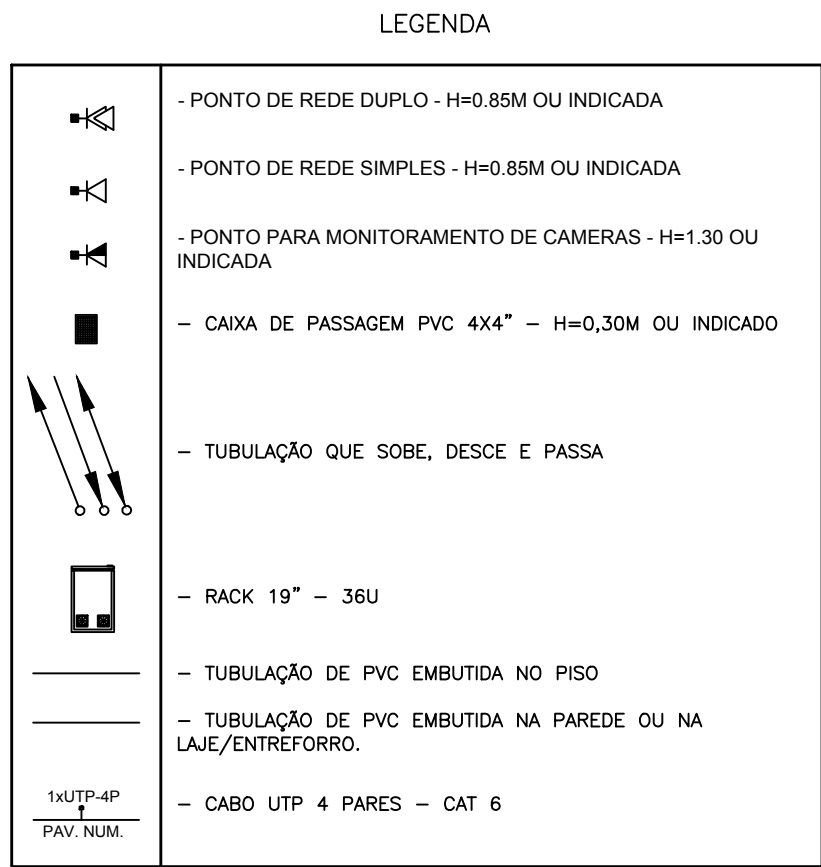 LEGENDA
- PONTO DE REDE DUPLO - H=0.85M OU INDICADA
- PONTO DE REDE SIMPLES - H=0.85M OU INDICADA
- PONTO PARA MONITORAMENTO DE CAMERAS - H=1.30 OU
INDICADA
– CAIXA DE PASSAGEM PVC 4X4” – H=0,30M OU INDICADO
– TUBULAÇÃO QUE SOBE, DESCE E PASSA
– RACK 19” – 36U
– TUBULAÇÃO DE PVC EMBUTIDA NO PISO
– TUBULAÇÃO DE PVC EMBUTIDA NA PAREDE OU NA
LAJE/ENTREFORRO.
1xUTP-4P
PAV. NUM.
– CABO UTP 4 PARES – CAT 6